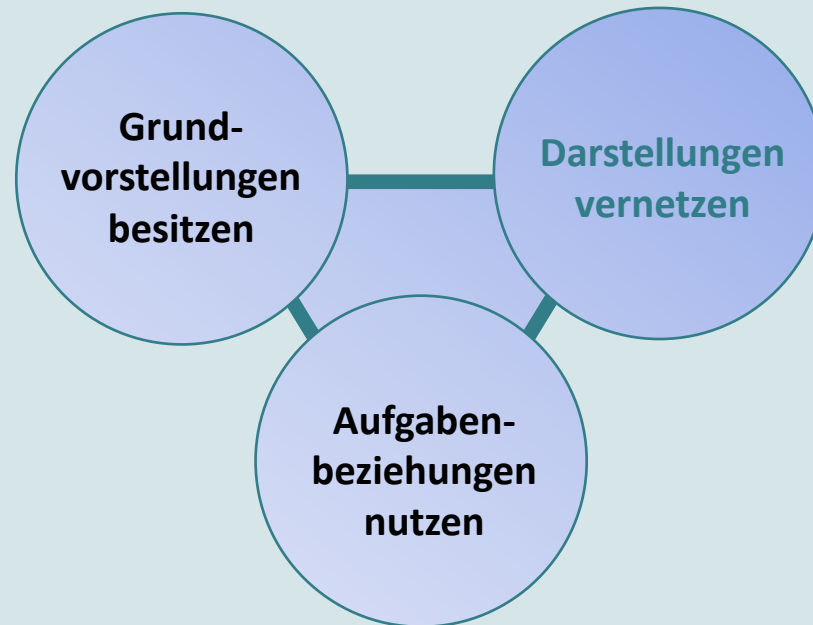 Grund-
vorstellungen
besitzen
Darstellungen
vernetzen
Aufgaben-
beziehungen
nutzen